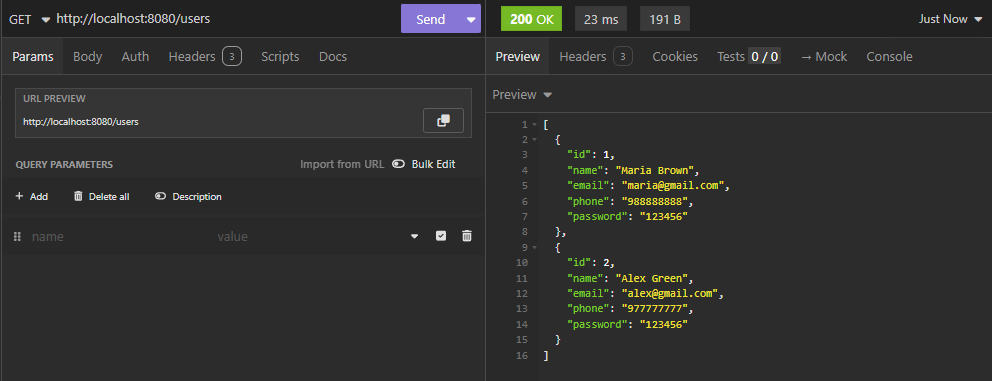 GET http://localhost:8080/users Send
Params Body Auth Headers 3 Scripts Docs
URL PREVIEW
http://localhost:8080/users
QUERY PARAMETERS Import from URL Bulk Edit
+ Add Delete all Description
name value
200 OK 23 ms 191 B Just Now
Preview Headers 3 Cookies Tests 0 / 0 → Mock Console
Preview
1 [
2 {
3 "id": 1,
4 "name": "Maria Brown",
5 "email": "maria@gmail.com",
6 "phone": "988888888",
7 "password": "123456"
8 },
9 {
10 "id": 2,
11 "name": "Alex Green",
12 "email": "alex@gmail.com",
13 "phone": "977777777",
14 "password": "123456"
15 }
16 ]